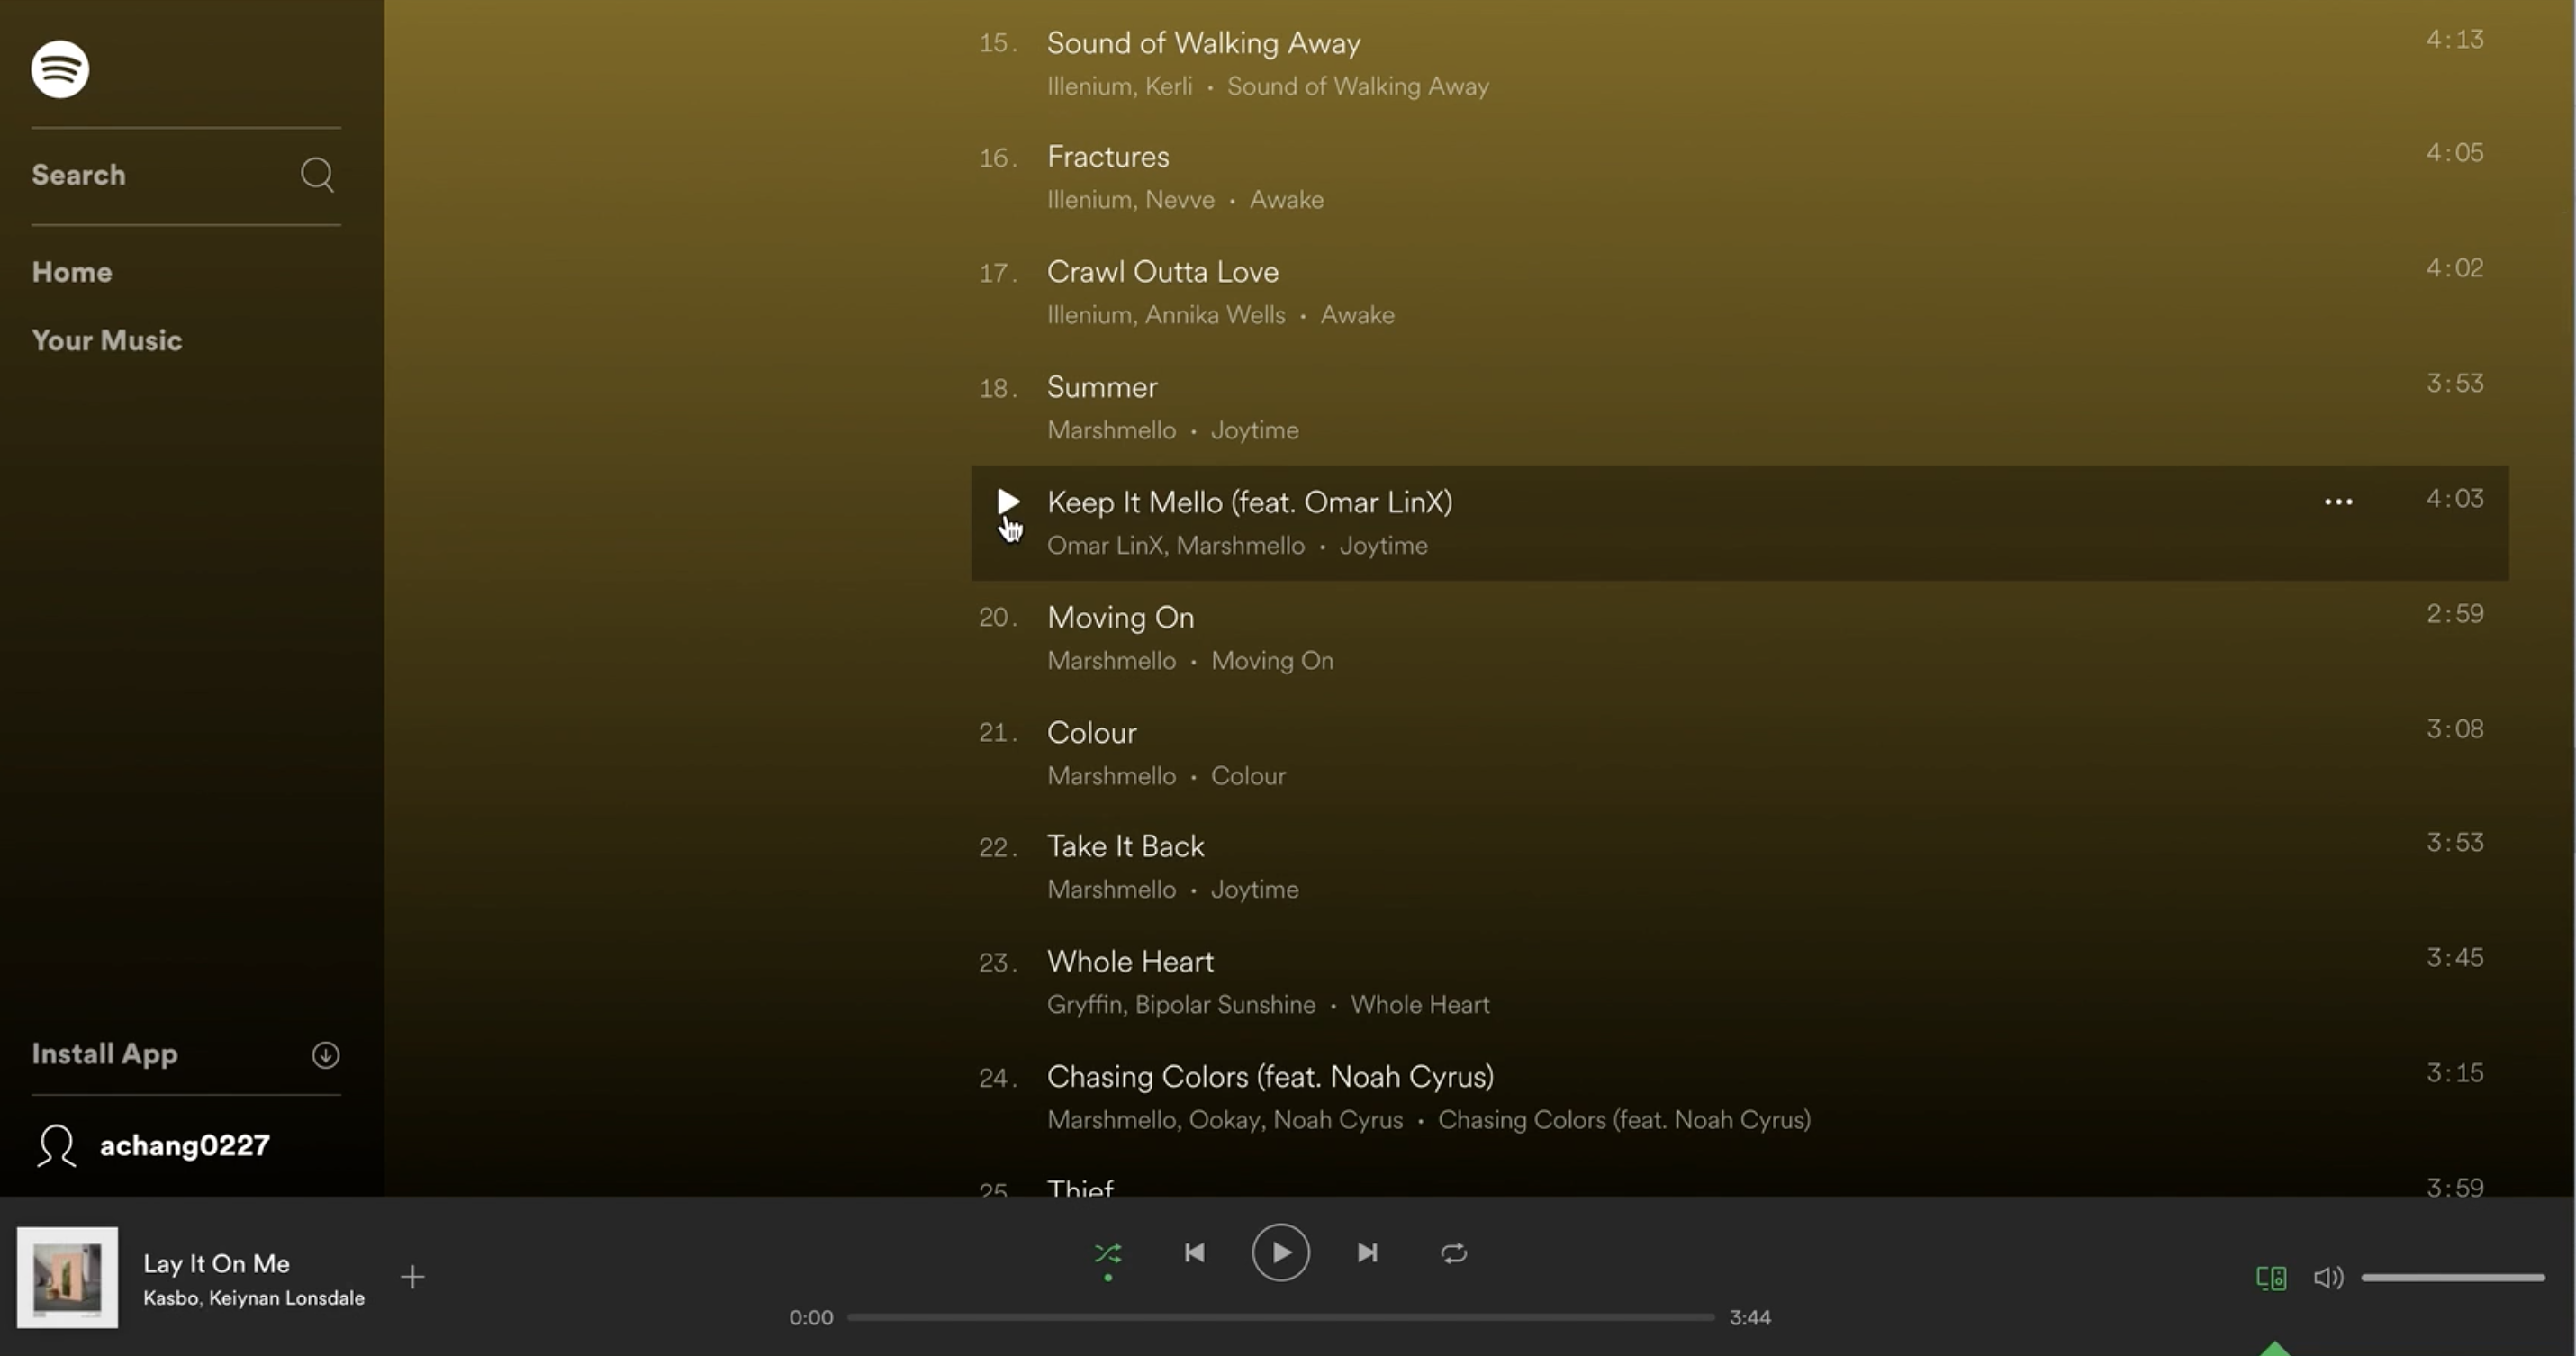 Search
Home
Your Music
Install App
achang0227
15. Sound of Walking Away 4:13
Illenium, Kerli • Sound of Walking Away
16. Fractures 4:05
Illenium, Nevve • Awake
17. Crawl Outta Love 4:02
Illenium, Annika Wells • Awake
18. Summer 3:53
Marshmello • Joytime
Keep It Mello (feat. Omar LinX) ••• 4:03
Omar LinX, Marshmello • Joytime
20. Moving On 2:59
Marshmello • Moving On
21. Colour 3:08
Marshmello • Colour
22. Take It Back 3:53
Marshmello • Joytime
23. Whole Heart 3:45
Gryffin, Bipolar Sunshine • Whole Heart
24. Chasing Colors (feat. Noah Cyrus) 3:15
Marshmello, Ookay, Noah Cyrus • Chasing Colors (feat. Noah Cyrus)
25. Thief 3:59
Lay It On Me
Kasbo, Keiynan Lonsdale
0:00 3:44